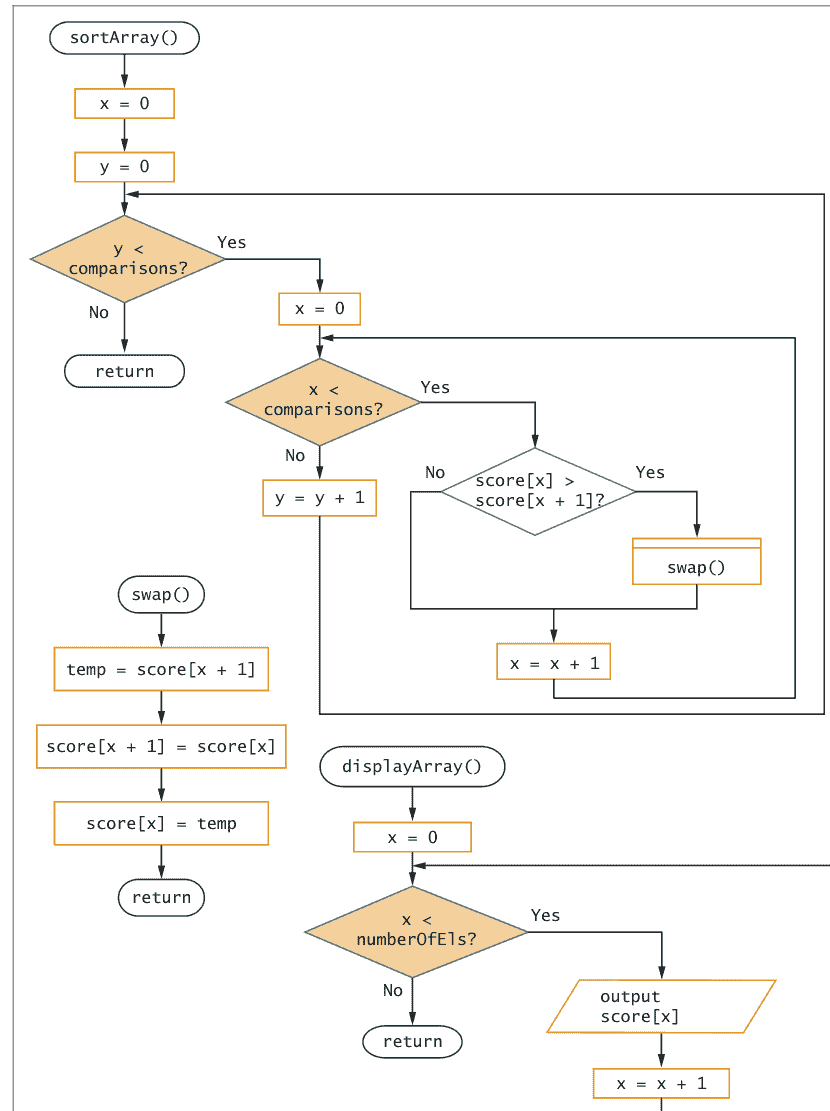 sortArray()
x = 0
y = 0
y <
comparisons?
Yes
No
return
x = 0
x <
comparisons?
Yes
No
y = y + 1
score[x] >
score[x + 1]?
No
Yes
swap()
x = x + 1
swap()
temp = score[x + 1]
score[x + 1] = score[x]
score[x] = temp
return
displayArray()
x = 0
x <
numberOfEls?
Yes
No
return
output
score[x]
x = x + 1